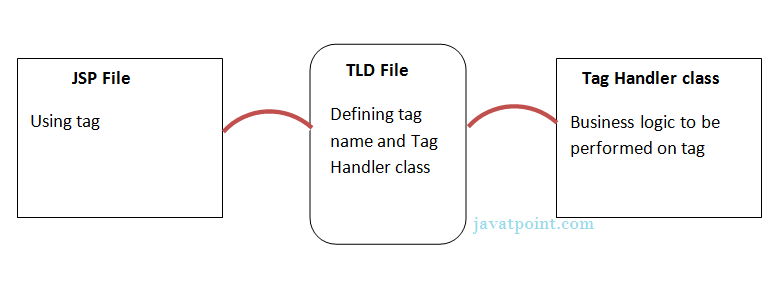 JSP File
Using tag
TLD File
Defining tag
name and Tag
Handler class
Tag Handler class
Business logic to be
performed on tag
javatpoint.com